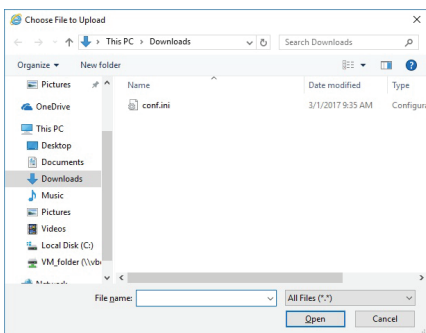 Choose File to Upload
This PC > Downloads
Search Downloads
Organize
New folder
Name
Date modified
Type
Pictures
OneDrive
This PC
Desktop
Documents
Downloads
Music
Pictures
Videos
Local Disk (C:)
VM_folder (\\vb
Network
conf.ini
3/1/2017 9:35 AM
Configura
File name:
All Files (*.*)
Open
Cancel